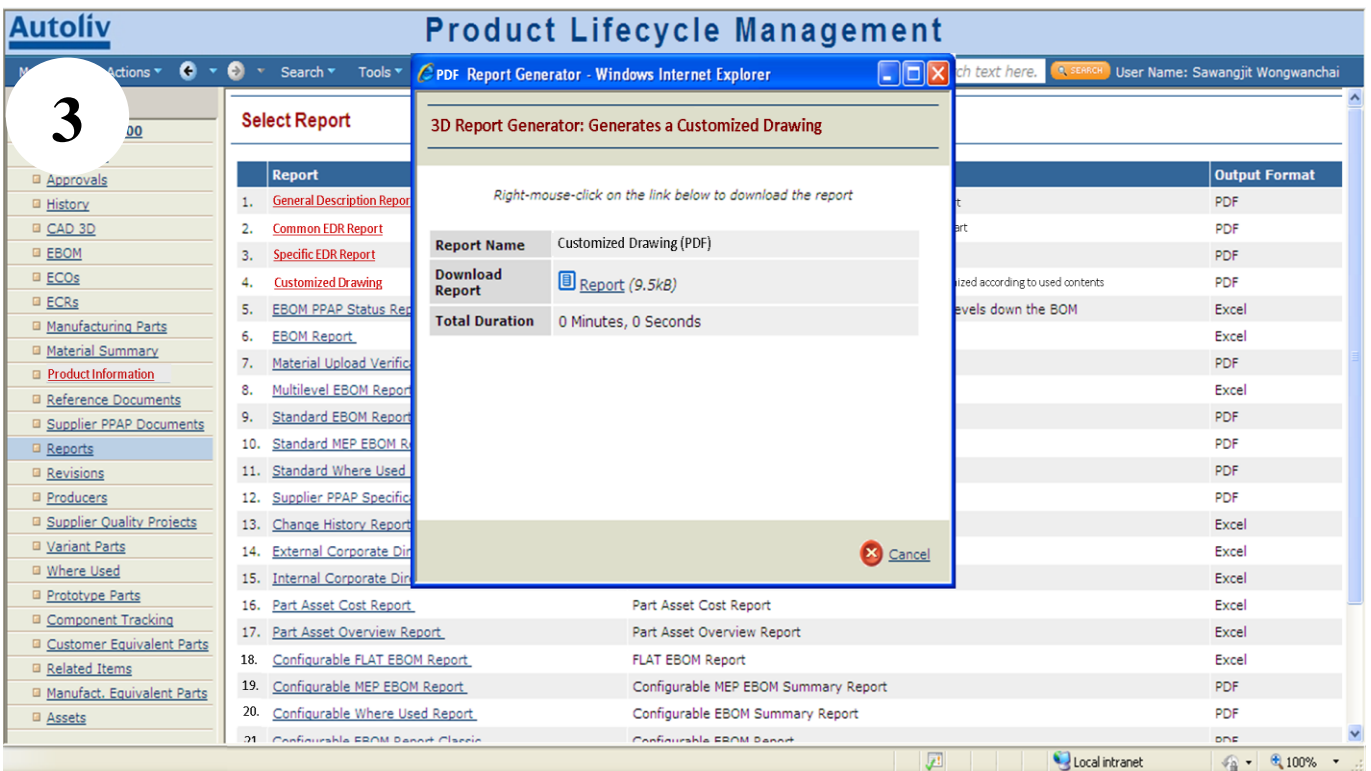 Autoliv
Product Lifecycle Management
Actions
Search
Tools
ch text here.
SEARCH
User Name: Sawangjit Wongwanchai
3
00
Approvals
History
CAD 3D
EBOM
ECOs
ECRs
Manufacturing Parts
Material Summary
Product Information
Reference Documents
Supplier PPAP Documents
Reports
Revisions
Producers
Supplier Quality Projects
Variant Parts
Where Used
Prototype Parts
Component Tracking
Customer Equivalent Parts
Related Items
Manufact. Equivalent Parts
Assets
Select Report
Report Output Format
1. General Description Repor PDF
2. Common EDR Report art PDF
3. Specific EDR Report PDF
4. Customized Drawing ized according to used contents PDF
5. EBOM PPAP Status Rep evels down the BOM Excel
6. EBOM Report Excel
7. Material Upload Verific PDF
8. Multilevel EBOM Report Excel
9. Standard EBOM Report PDF
10. Standard MEP EBOM R PDF
11. Standard Where Used PDF
12. Supplier PPAP Specific PDF
13. Change History Report Excel
14. External Corporate Dir Excel
15. Internal Corporate Dir Excel
16. Part Asset Cost Report Part Asset Cost Report Excel
17. Part Asset Overview Report Part Asset Overview Report Excel
18. Configurable FLAT EBOM Report FLAT EBOM Report Excel
19. Configurable MEP EBOM Report Configurable MEP EBOM Summary Report PDF
20. Configurable Where Used Report Configurable EBOM Summary Report PDF
21 Configurable EBOM Report Classic Configurable EBOM Report PDF
PDF Report Generator - Windows Internet Explorer
3D Report Generator: Generates a Customized Drawing
Right-mouse-click on the link below to download the report
Report Name Customized Drawing (PDF)
Download Report Report (9.5kB)
Total Duration 0 Minutes, 0 Seconds
Cancel
Local intranet
100%